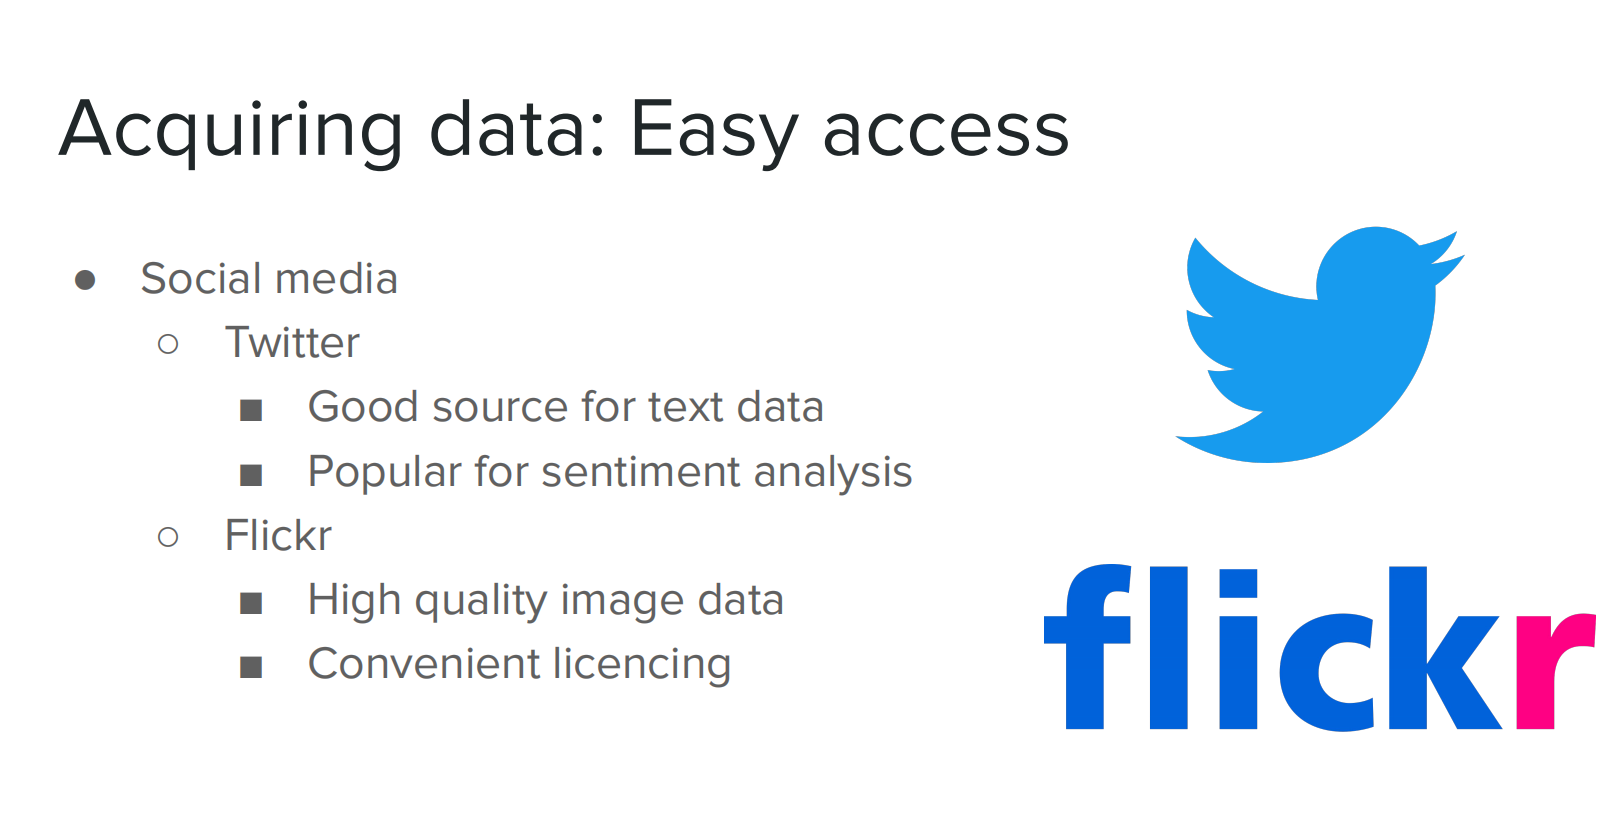 Acquiring data: Easy access
● Social media
○ Twitter
■ Good source for text data
■ Popular for sentiment analysis
○ Flickr
■ High quality image data
■ Convenient licencing
flickr